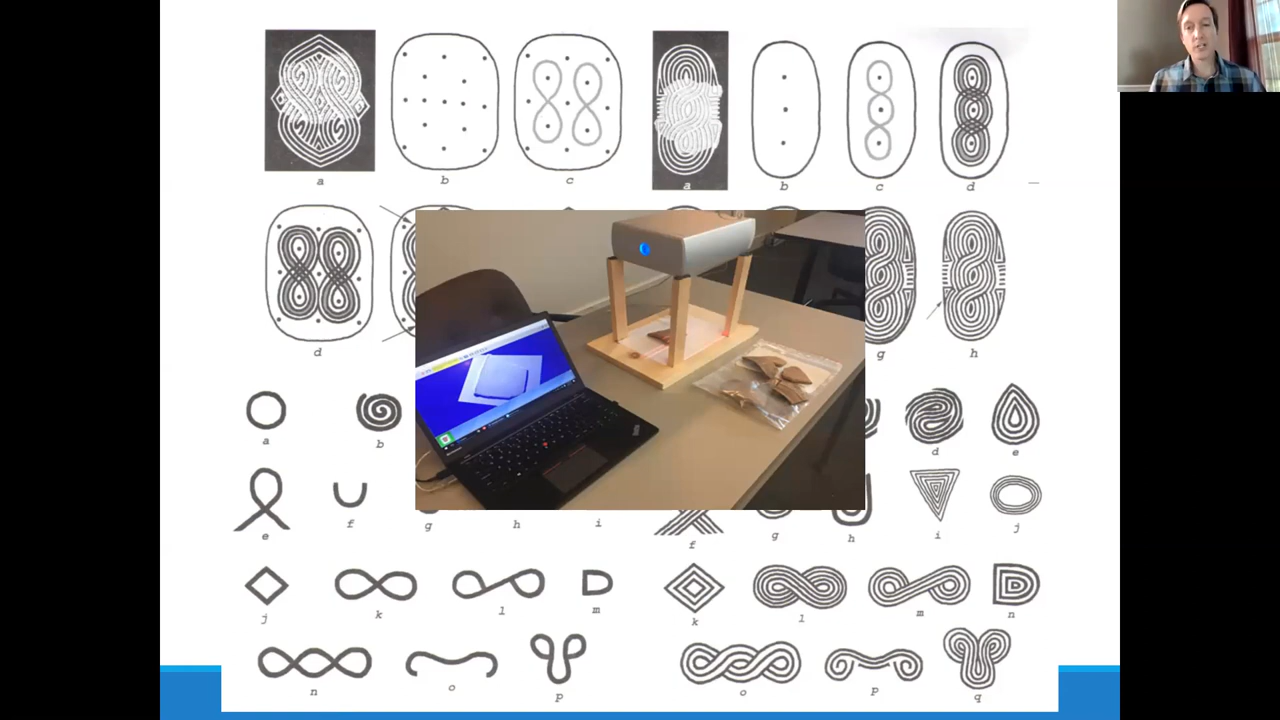 a b c a b c d
d g h
a b d e
e f g h i f g h i j
j k l m k l m n
n o p o p q